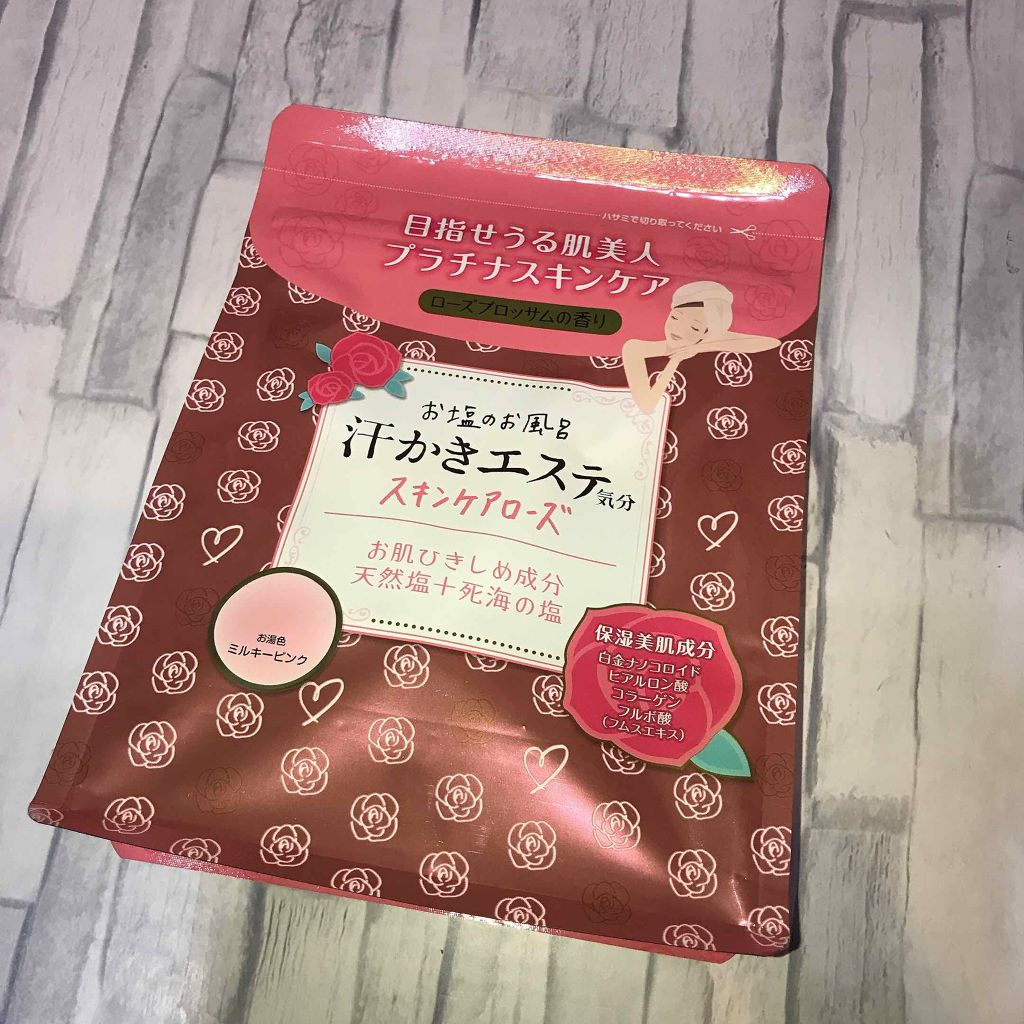 ハサミで切り取ってください
目指せうる肌美人
プラチナスキンケア
ローズブロッサムの香り
お塩のお風呂
汗かきエステ気分
スキンケアローズ
お肌ひきしめ成分
天然塩+死海の塩
お湯色
ミルキーピンク
保湿美肌成分
白金ナノコロイド
ヒアルロン酸
コラーゲン
フルボ酸
(フムスエキス)